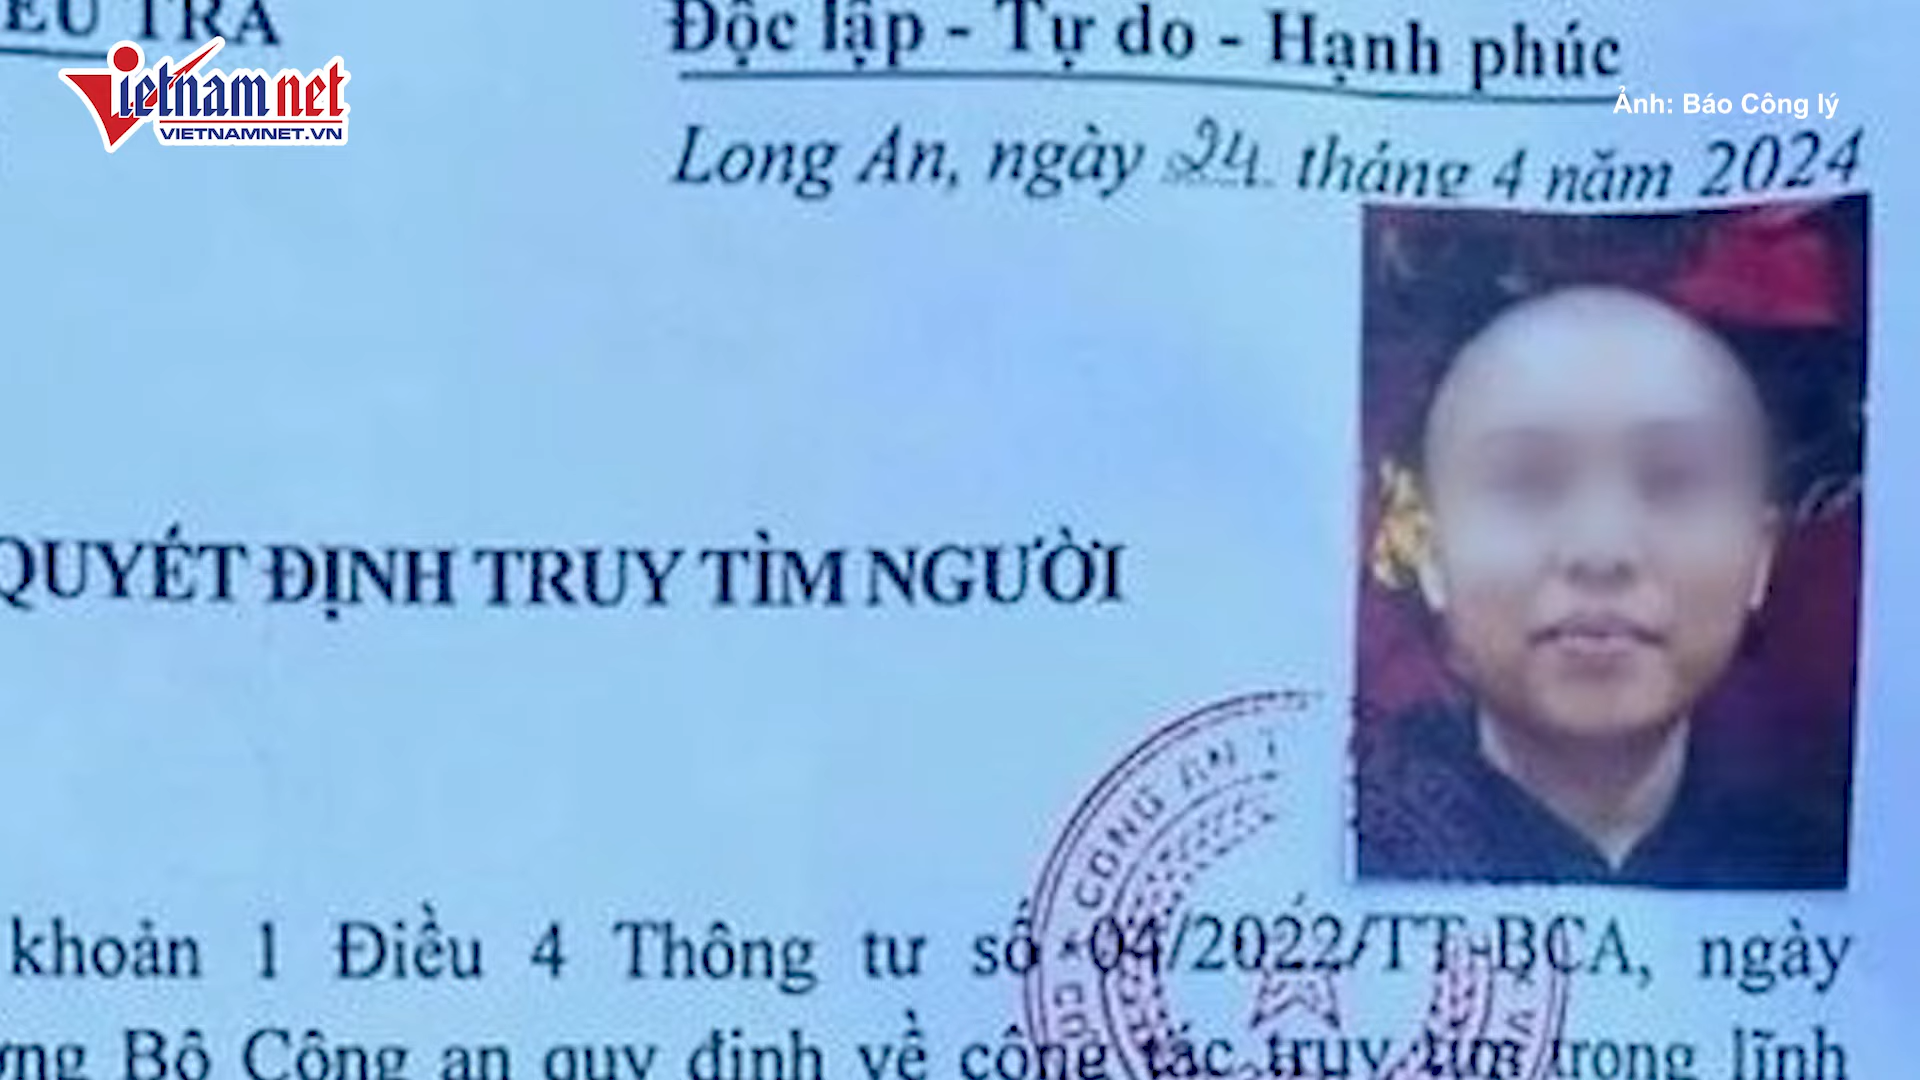 ĐIỀU TRA
Độc lập - Tự do - Hạnh phúc
vietnamnet
VIETNAMNET.VN
Ảnh: Báo Công lý
Long An, ngày 24 tháng 4 năm 2024
QUYẾT ĐỊNH TRUY TÌM NGƯỜI
CÔNG AN T
khoản 1 Điều 4 Thông tư số 04/2022/TT-BCA, ngày
Bộ Công an quy định về công tác truy tìm trong lĩnh